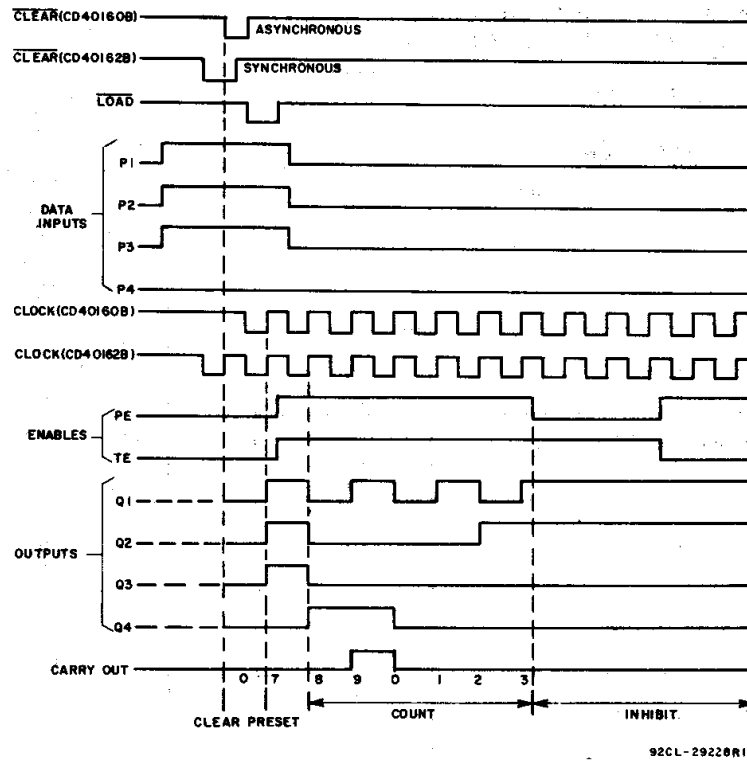 CLEAR(CD40160B)
ASYNCHRONOUS
CLEAR(CD40162B)
SYNCHRONOUS
LOAD
P1
P2
DATA
INPUTS
P3
P4
CLOCK(CD40160B)
CLOCK(CD40162B)
PE
ENABLES
TE
Q1
Q2
OUTPUTS
Q3
Q4
CARRY OUT
0 7 8 9 0 1 2 3
CLEAR PRESET
COUNT
INHIBIT
92CL-29228R1